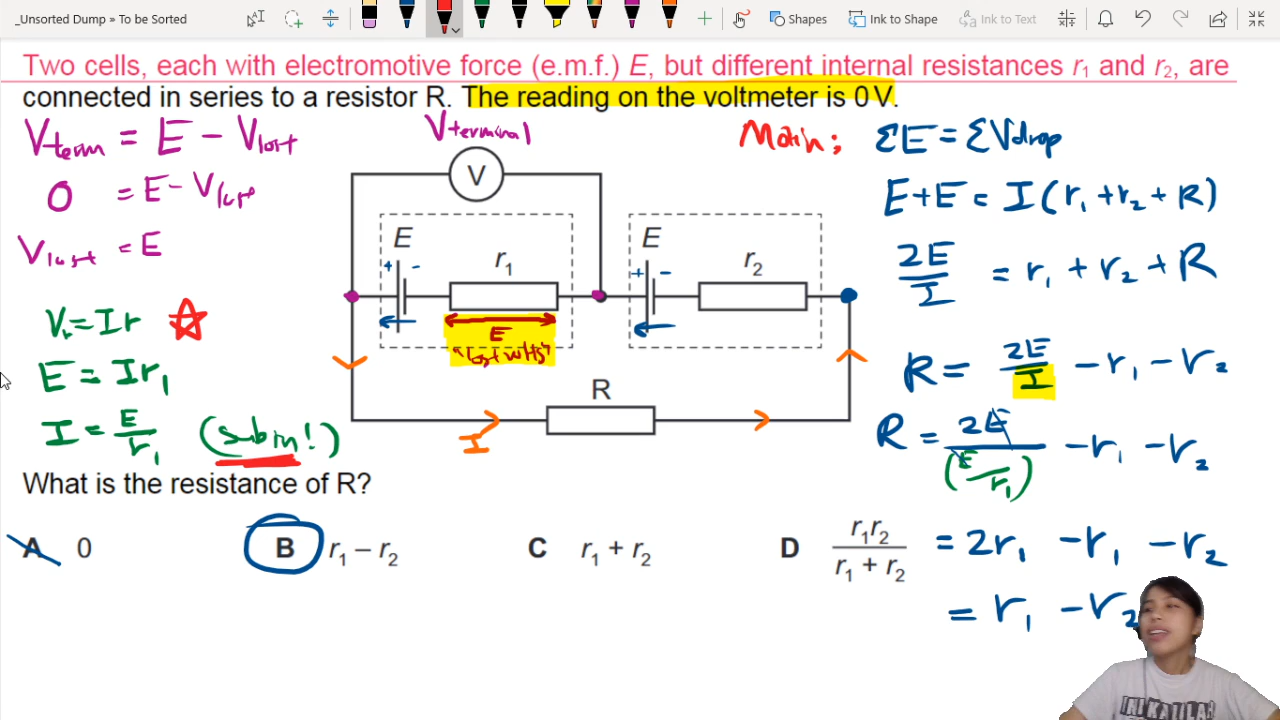 _Unsorted Dump » To be Sorted
Shapes
Ink to Shape
Ink to Text
Two cells, each with electromotive force (e.m.f.) E, but different internal resistances r₁ and r₂, are
connected in series to a resistor R. The reading on the voltmeter is 0 V.
Vterm = E − Vlost
0 = E − Vlost
Vlost = E
Vr = Ir
E = Ir₁
I = E/r₁ (sub in!)
Vterminal
V
E
r₁
+ -
E
"lost volts"
E
r₂
+ -
R
I
Main:
ΣE = ΣVdrop
E+E = I(r₁ + r₂ + R)
2E/I = r₁ + r₂ + R
R = 2E/I − r₁ − r₂
R = 2E/(E/r₁) − r₁ − r₂
= 2r₁ − r₁ − r₂
= r₁ − r₂
What is the resistance of R?
A 0
B r₁ – r₂
C r₁ + r₂
D r₁r₂/(r₁ + r₂)